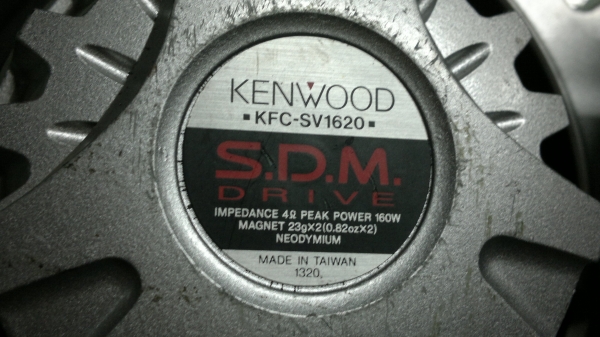 KENWOOD
▪KFC-SV1620▪
S.D.M.
DRIVE
IMPEDANCE 4Ω PEAK POWER 160W
MAGNET 23g×2(0.82oz×2)
NEODYMIUM
MADE IN TAIWAN
1320.